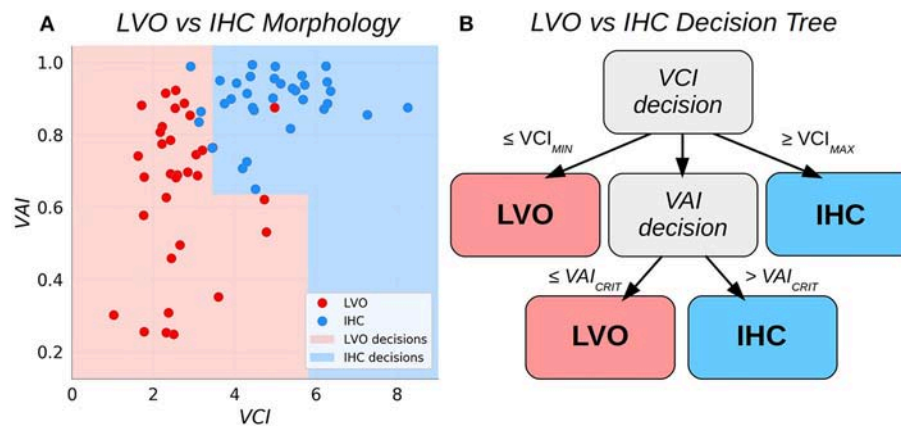 A LVO vs IHC Morphology
1.0
0.8
0.6
0.4
0.2
VAI
0 2 4 6 8
VCI
LVO
IHC
LVO decisions
IHC decisions
B LVO vs IHC Decision Tree
VCI
decision
≤ VCI_MIN
≥ VCI_MAX
LVO
VAI
decision
IHC
≤ VAI_CRIT
> VAI_CRIT
LVO
IHC